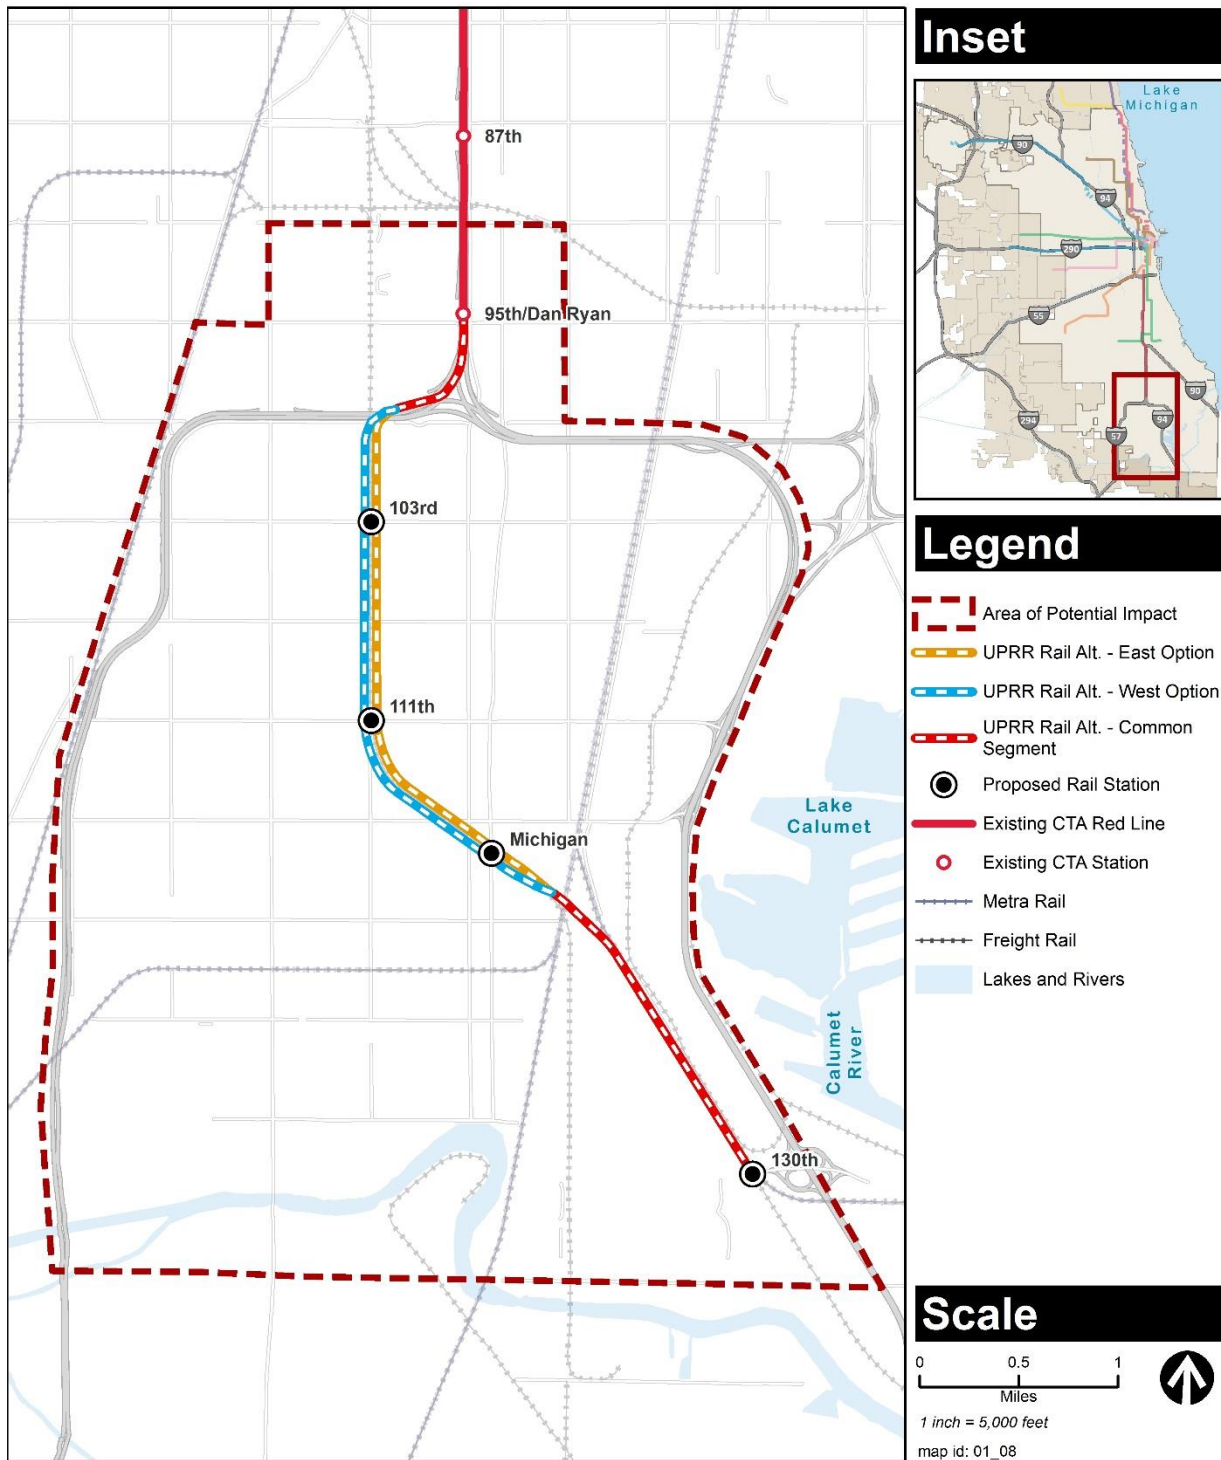 87th
95th/Dan Ryan
103rd
111th
Michigan
130th
Lake
Calumet
Calumet
River
Inset
Lake
Michigan
90
94
290
55
90
294
57
94
Legend
Area of Potential Impact
UPRR Rail Alt. - East Option
UPRR Rail Alt. - West Option
UPRR Rail Alt. - Common
Segment
Proposed Rail Station
Existing CTA Red Line
Existing CTA Station
Metra Rail
Freight Rail
Lakes and Rivers
Scale
0 0.5 1
Miles
1 inch = 5,000 feet
map id: 01_08